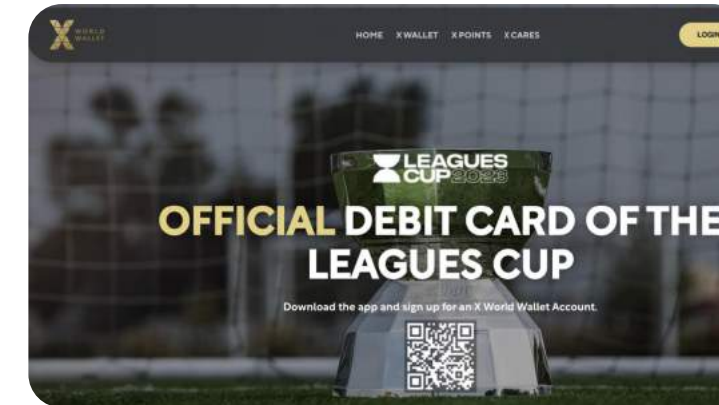 X WORLD
WALLET
HOME X WALLET X POINTS X CARES
LOGIN
LEAGUES
CUP 2023
OFFICIAL DEBIT CARD OF THE
LEAGUES CUP
Download the app and sign up for an X World Wallet Account.